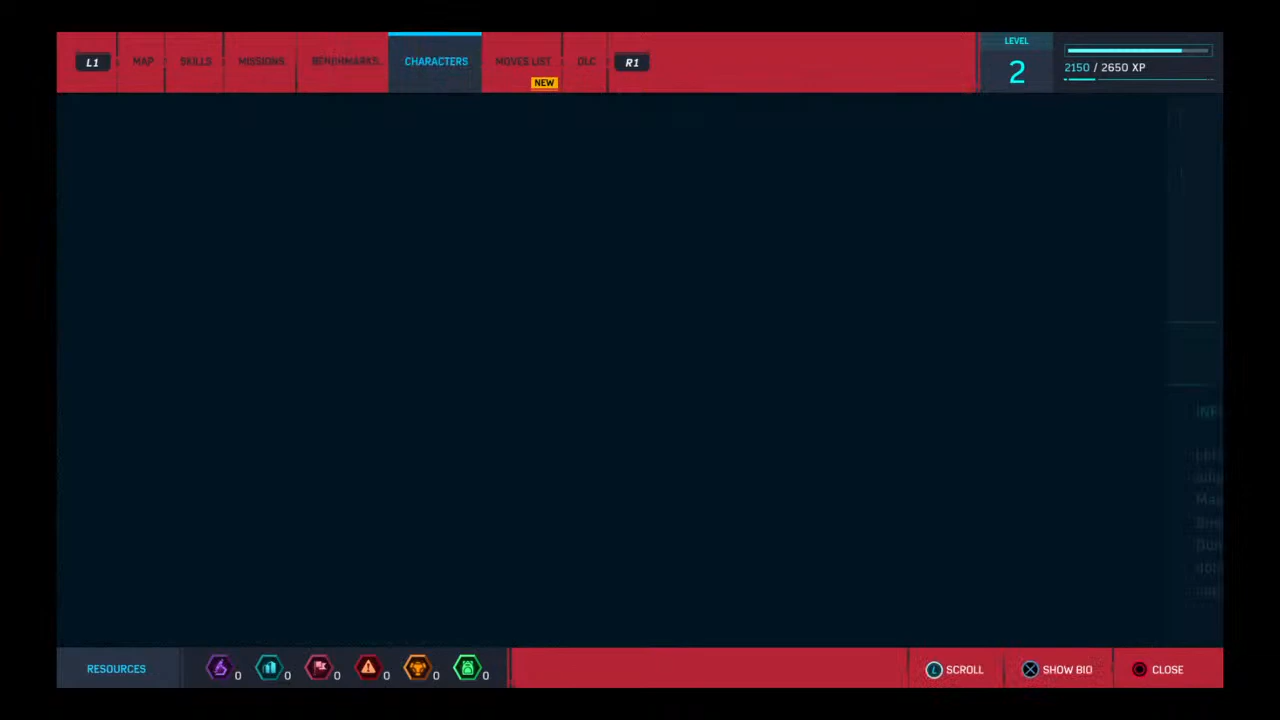 L1 MAP SKILLS MISSIONS BENCHMARKS CHARACTERS MOVES LIST DLC R1
NEW
LEVEL
2
2150 / 2650 XP
RESOURCES 0 0 0 0 0 0 L SCROLL SHOW BIO CLOSE